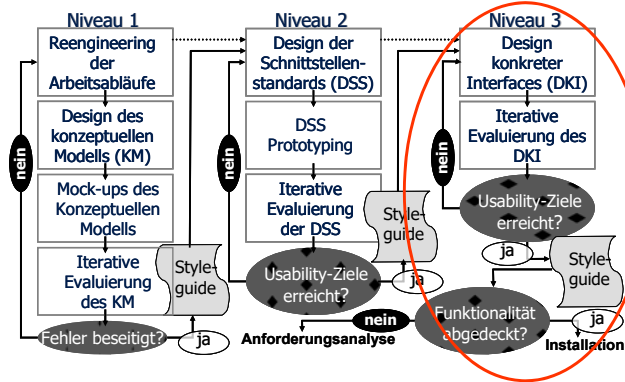 Niveau 1
Reengineering
der
Arbeitsabläufe
Design des
konzeptuellen
Modells (KM)
Mock-ups des
Konzeptuellen
Modells
Iterative
Evaluierung
des KM
Fehler beseitigt?
nein
ja
Style-
guide
Niveau 2
Design der
Schnittstellen-
standards (DSS)
DSS
Prototyping
Iterative
Evaluierung
der DSS
Usability-Ziele
erreicht?
nein
ja
Style-
guide
Niveau 3
Design
konkreter
Interfaces (DKI)
Iterative
Evaluierung des
DKI
nein
Usability-Ziele
erreicht?
ja
Style-
guide
Funktionalität
abgedeckt?
nein
Anforderungsanalyse
ja
Installation